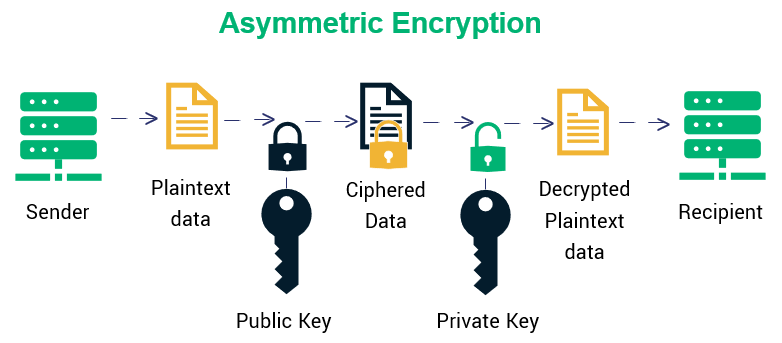 Asymmetric Encryption
Sender
Plaintext
data
Public Key
Ciphered
Data
Private Key
Decrypted
Plaintext
data
Recipient